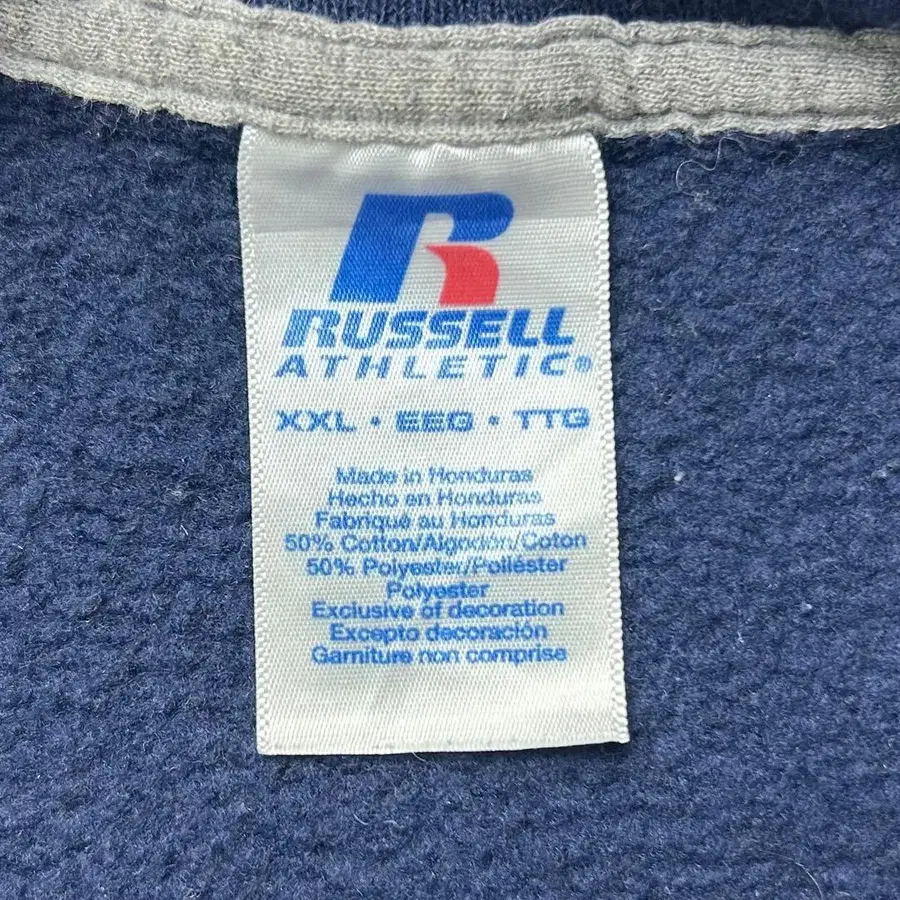 R
RUSSELL
ATHLETIC®
XXL • EEG • TTG
Made in Honduras
Hecho en Honduras
Fabriqué au Honduras
50% Cotton/Algodón/Coton
50% Polyester/Poliéster
Polyester
Exclusive of decoration
Excepto decoración
Garniture non comprise